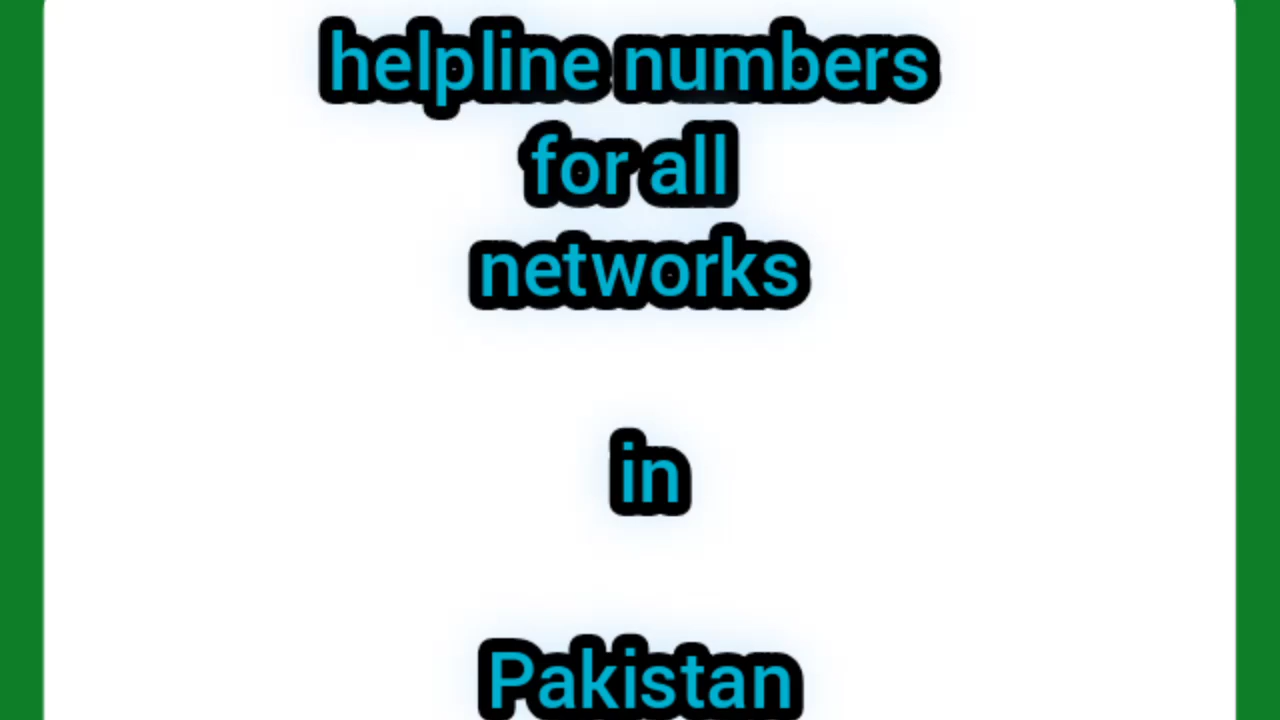 helpline numbers
for all
networks
in
Pakistan